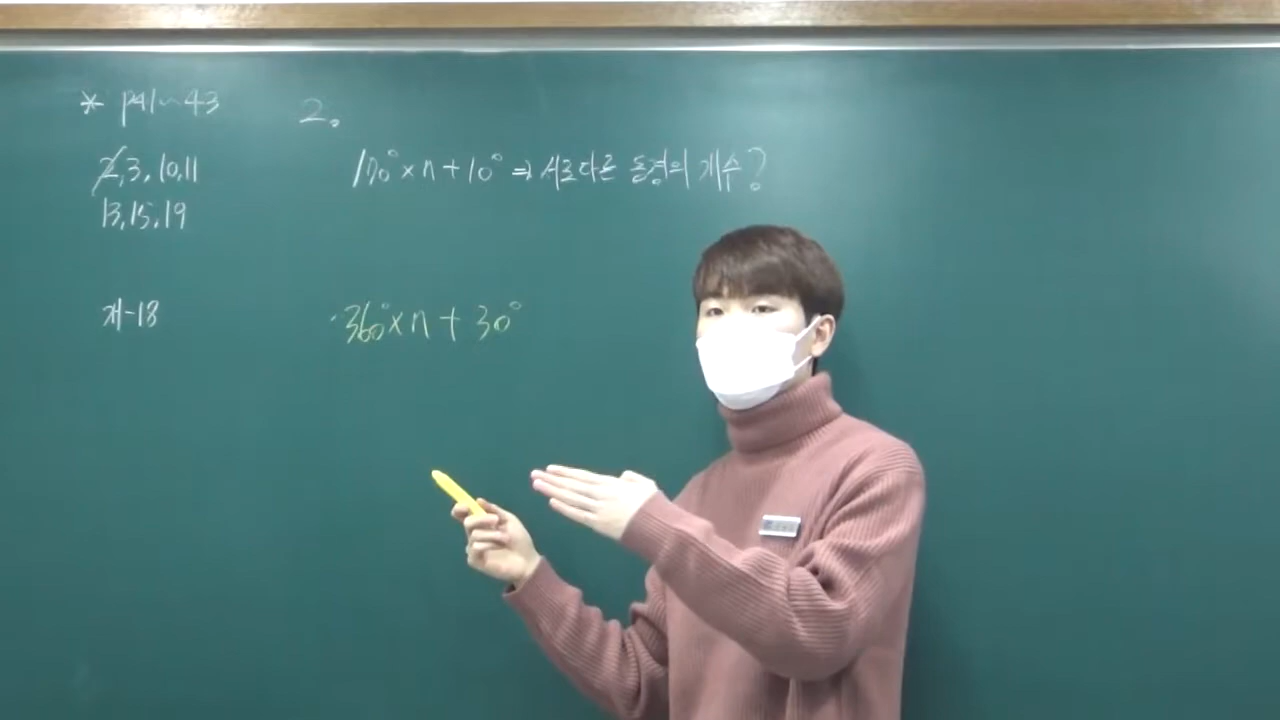 * p41~43
2, 3, 10, 11
13, 15, 19
재-18
2.
170°×n+10° ⇒ 서로다른 동경의 개수?
360°×n+30°